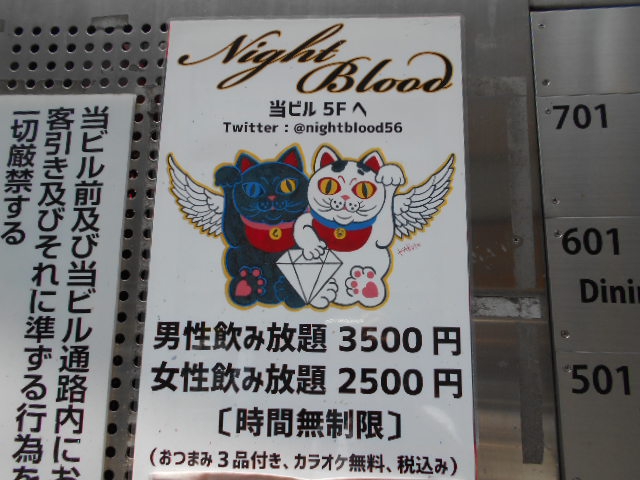 Night
Blood
当ビル 5F へ
Twitter : @nightblood56
男性飲み放題 3500 円
女性飲み放題 2500 円
〔時間無制限〕
(おつまみ 3 品付き、カラオケ無料、税込み)
当ビル前及び当ビル通路内にお
客引き及びそれに準ずる行為を
一切厳禁する
701
601
Dinin
501